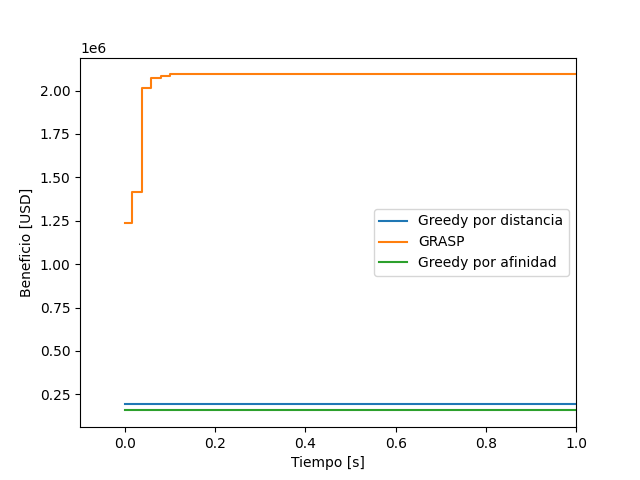 1e6
2.00
1.75
1.50
1.25
1.00
0.75
0.50
0.25
Beneficio [USD]
Greedy por distancia
GRASP
Greedy por afinidad
0.0 0.2 0.4 0.6 0.8 1.0
Tiempo [s]